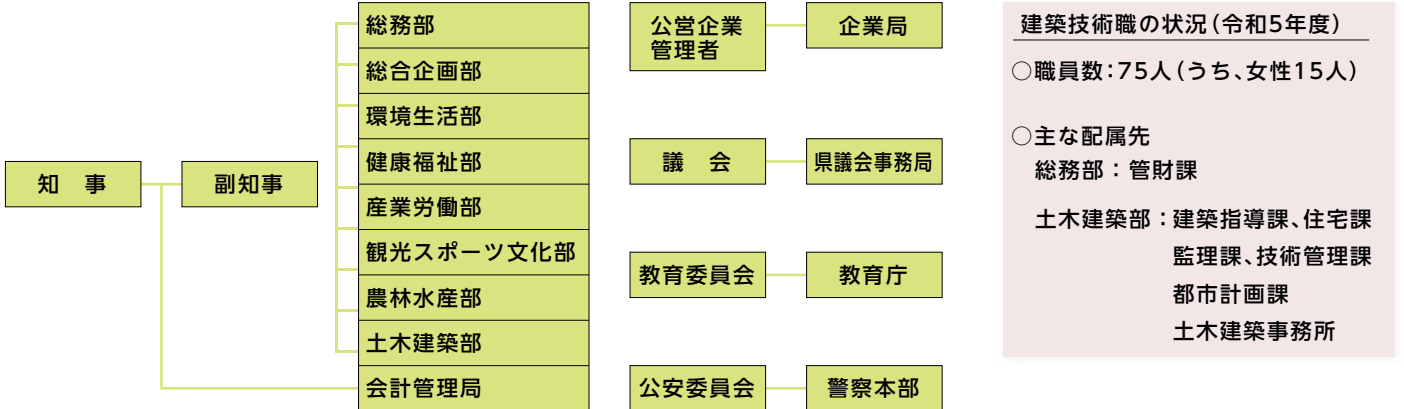 知 事
副知事
総務部
総合企画部
環境生活部
健康福祉部
産業労働部
観光スポーツ文化部
農林水産部
土木建築部
会計管理局
公営企業
管理者
企業局
議 会
県議会事務局
教育委員会
教育庁
公安委員会
警察本部
建築技術職の状況(令和5年度)
○職員数:75人(うち、女性15人)
○主な配属先
総務部:管財課
土木建築部:建築指導課、住宅課
監理課、技術管理課
都市計画課
土木建築事務所